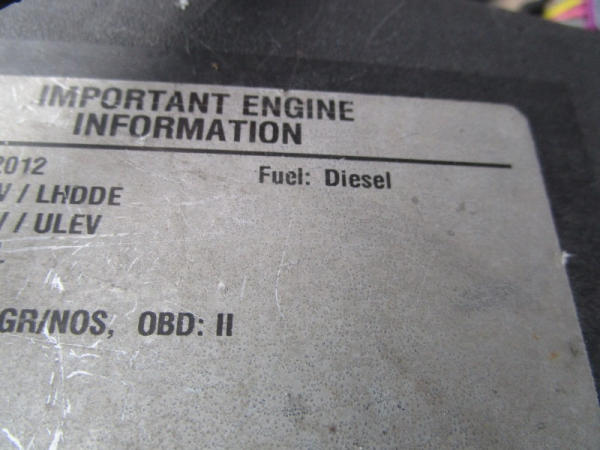 IMPORTANT ENGINE
INFORMATION
2012
Fuel: Diesel
V / LHDDE
/ ULEV
GR/NOS, OBD: II